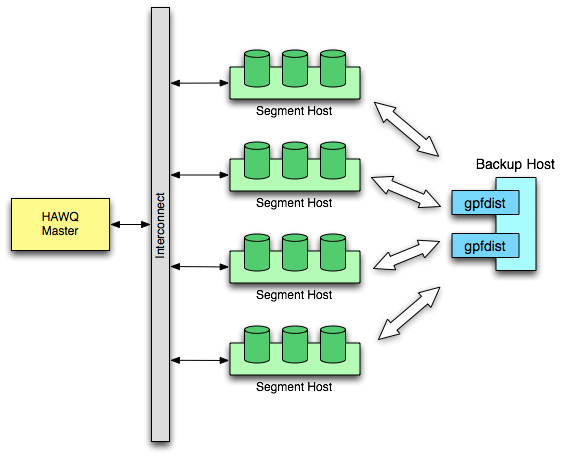 HAWQ
Master
Interconnect
Segment Host
Segment Host
Segment Host
Segment Host
Backup Host
gpfdist
gpfdist